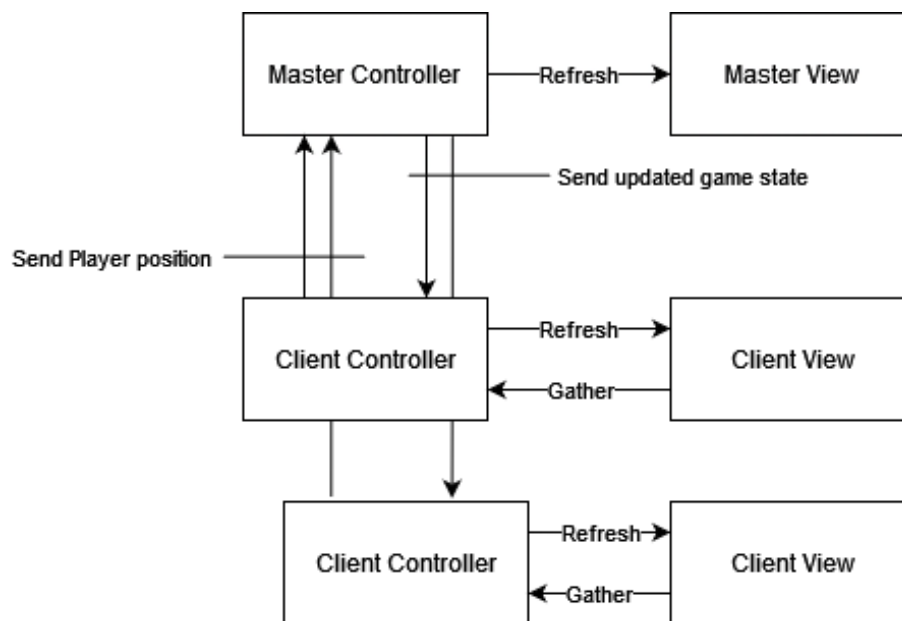 Master Controller
Refresh
Master View
Send updated game state
Send Player position
Client Controller
Refresh
Gather
Client View
Client Controller
Refresh
Gather
Client View